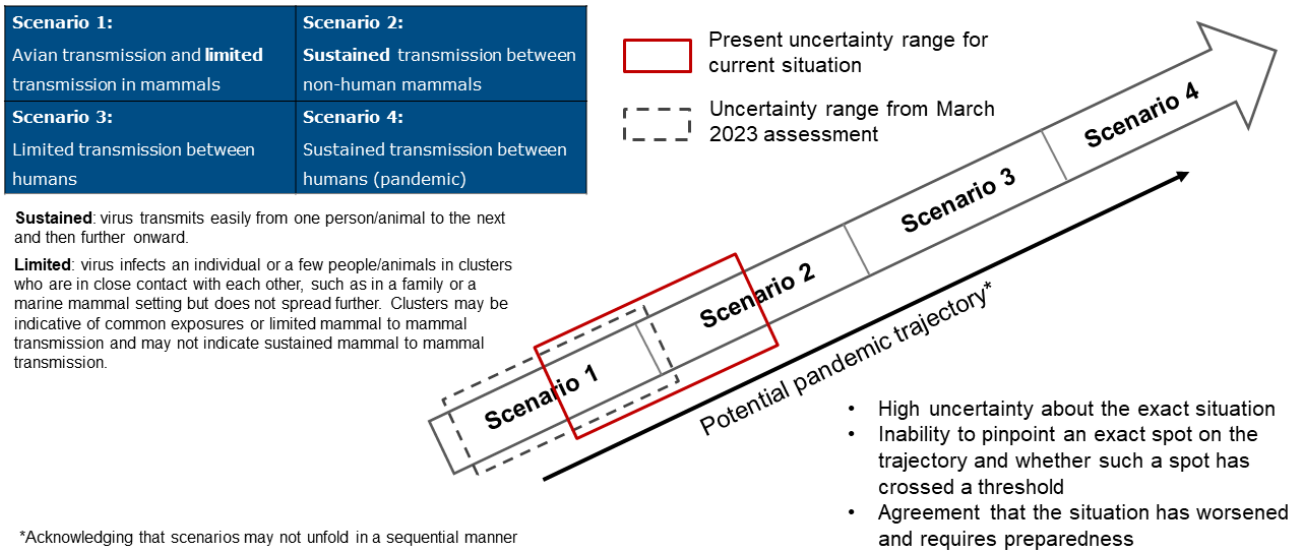 Scenario 1:
Avian transmission and limited
transmission in mammals
Scenario 2:
Sustained transmission between
non-human mammals
Scenario 3:
Limited transmission between
humans
Scenario 4:
Sustained transmission between
humans (pandemic)
Sustained: virus transmits easily from one person/animal to the next
and then further onward.
Limited: virus infects an individual or a few people/animals in clusters
who are in close contact with each other, such as in a family or a
marine mammal setting but does not spread further. Clusters may be
indicative of common exposures or limited mammal to mammal
transmission and may not indicate sustained mammal to mammal
transmission.
Present uncertainty range for
current situation
Uncertainty range from March
2023 assessment
Scenario 1
Scenario 2
Scenario 3
Scenario 4
Potential pandemic trajectory*
• High uncertainty about the exact situation
• Inability to pinpoint an exact spot on the
trajectory and whether such a spot has
crossed a threshold
• Agreement that the situation has worsened
and requires preparedness
*Acknowledging that scenarios may not unfold in a sequential manner